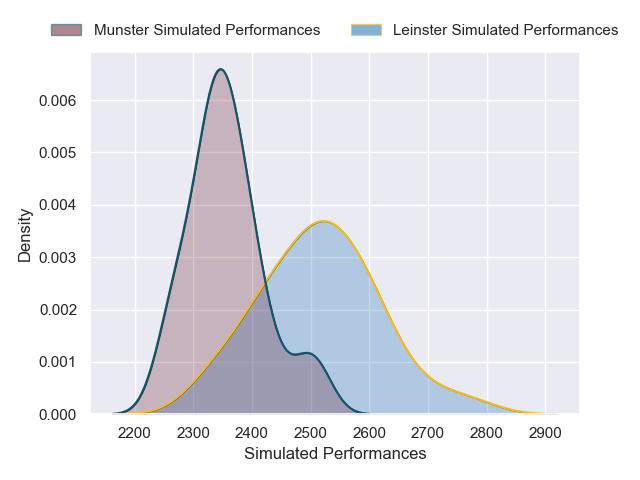 Munster Simulated Performances Leinster Simulated Performances
0.006
0.005
0.004
0.003
0.002
0.001
0.000
Density
2200 2300 2400 2500 2600 2700 2800 2900
Simulated Performances